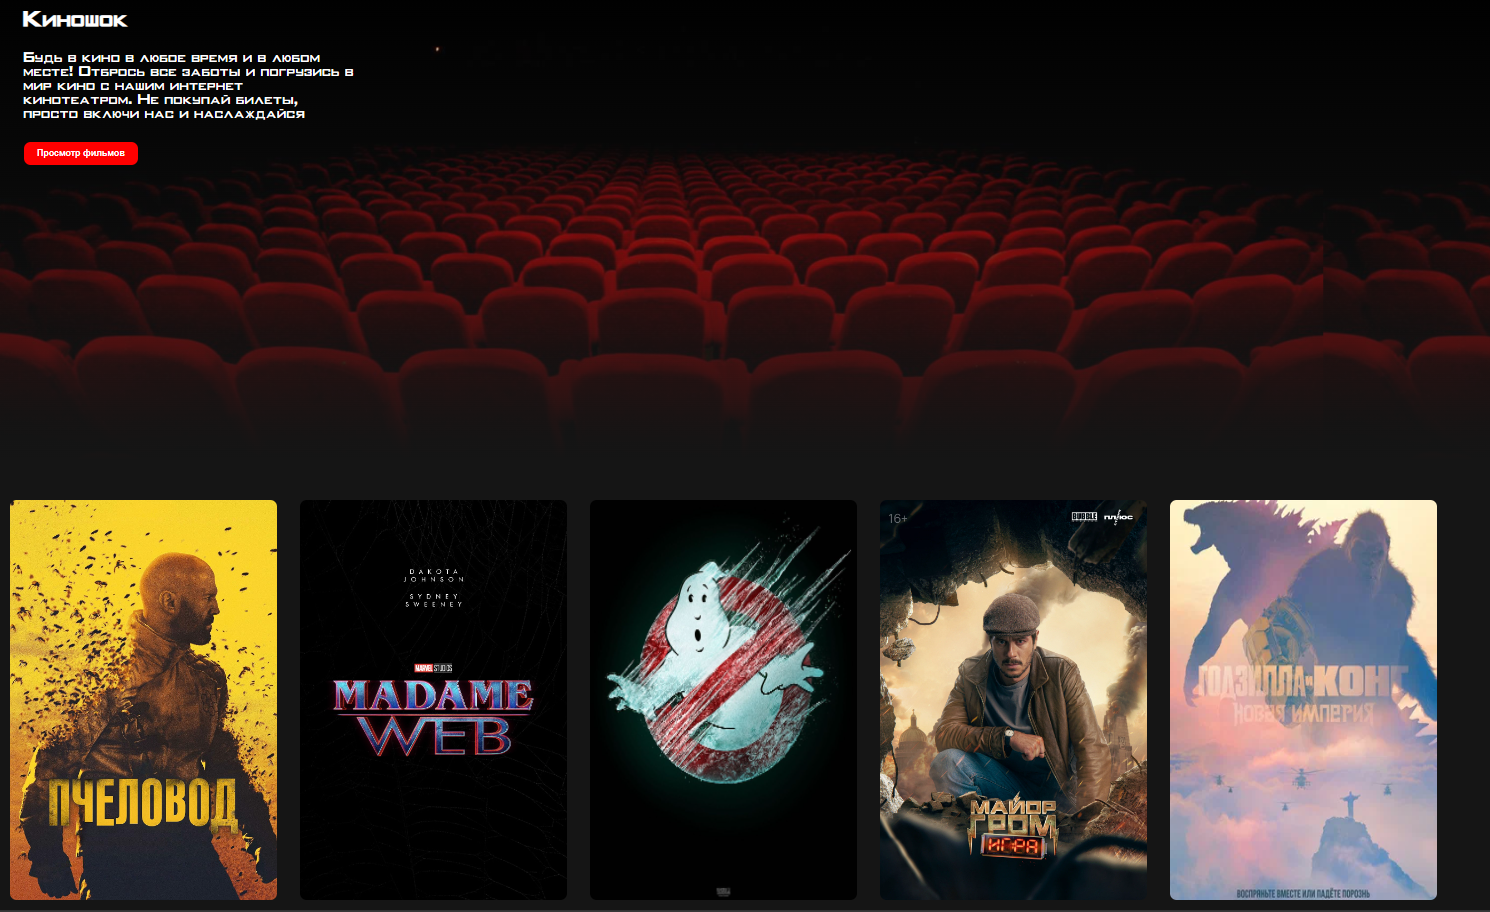 Киношок
Будь в кино в любое время и в любом
месте! Отбрось все заботы и погрузись в
мир кино с нашим интернет
кинотеатром. Не покупай билеты,
просто включи нас и наслаждайся
Просмотр фильмов
ПЧЕЛОВОД
DAKOTA
JOHNSON
SYDNEY
SWEENEY
MARVEL STUDIOS
MADAME
WEB
16+
BUBBLE плюс
МАЙОР
ГРОМ
ИГРА
ГОДЗИЛЛА И КОНГ
НОВАЯ ИМПЕРИЯ
ВОСПРЯНЬТЕ ВМЕСТЕ ИЛИ ПАДЁТЕ ПОРОЗНЬ